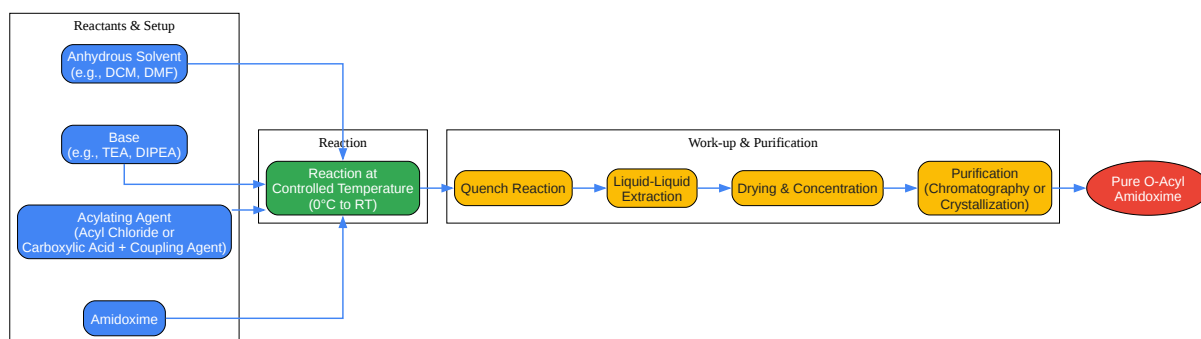 Reactants & Setup
Anhydrous Solvent
(e.g., DCM, DMF)
Base
(e.g., TEA, DIPEA)
Acylating Agent
(Acyl Chloride or
Carboxylic Acid + Coupling Agent)
Amidoxime
Reaction
Reaction at
Controlled Temperature
(0°C to RT)
Work-up & Purification
Quench Reaction
Liquid-Liquid
Extraction
Drying & Concentration
Purification
(Chromatography or
Crystallization)
Pure O-Acyl
Amidoxime